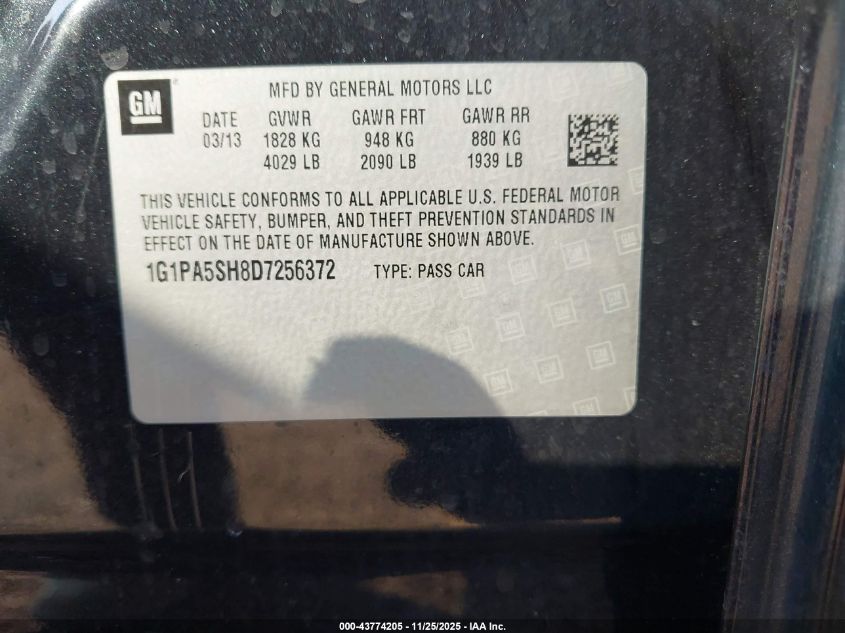 GM
MFD BY GENERAL MOTORS LLC
DATE GVWR GAWR FRT GAWR RR
03/13 1828 KG 948 KG 880 KG
4029 LB 2090 LB 1939 LB
THIS VEHICLE CONFORMS TO ALL APPLICABLE U.S. FEDERAL MOTOR
VEHICLE SAFETY, BUMPER, AND THEFT PREVENTION STANDARDS IN
EFFECT ON THE DATE OF MANUFACTURE SHOWN ABOVE.
1G1PA5SH8D7256372 TYPE: PASS CAR
000-43774205 - 11/25/2025 - IAA Inc.